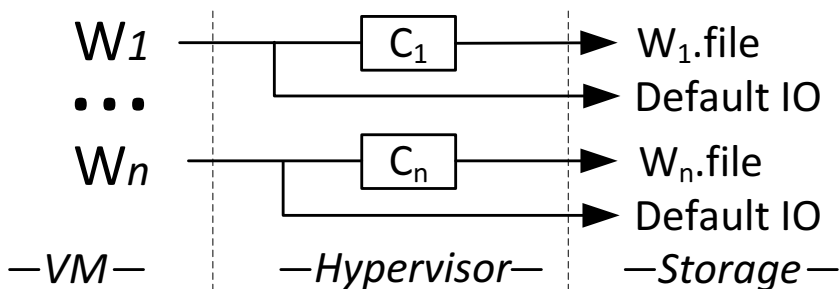 W1 C1 W1.file
... Default IO
Wn Cn Wn.file
Default IO
—VM— —Hypervisor— —Storage—